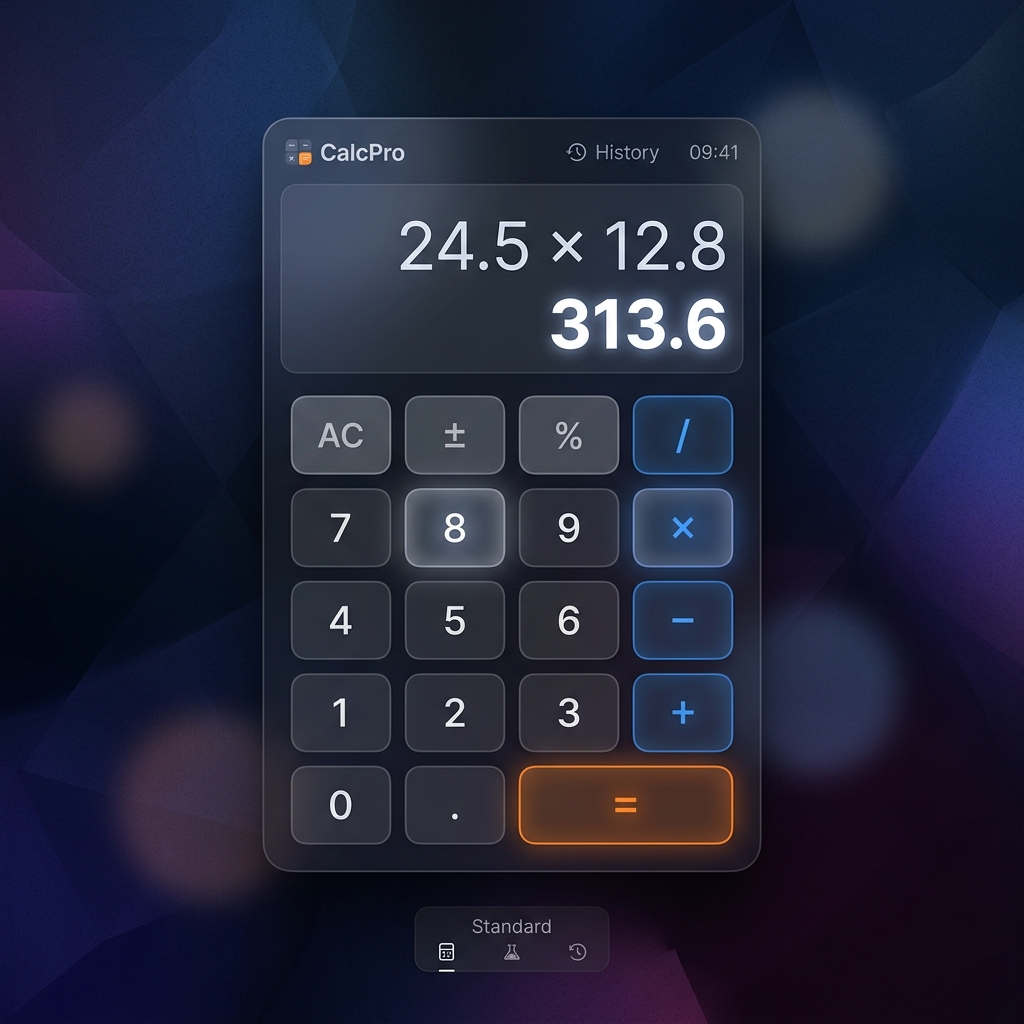 CalcPro History 09:41
24.5 × 12.8
313.6
AC ± % /
7 8 9 ×
4 5 6 −
1 2 3 +
0 . =
Standard